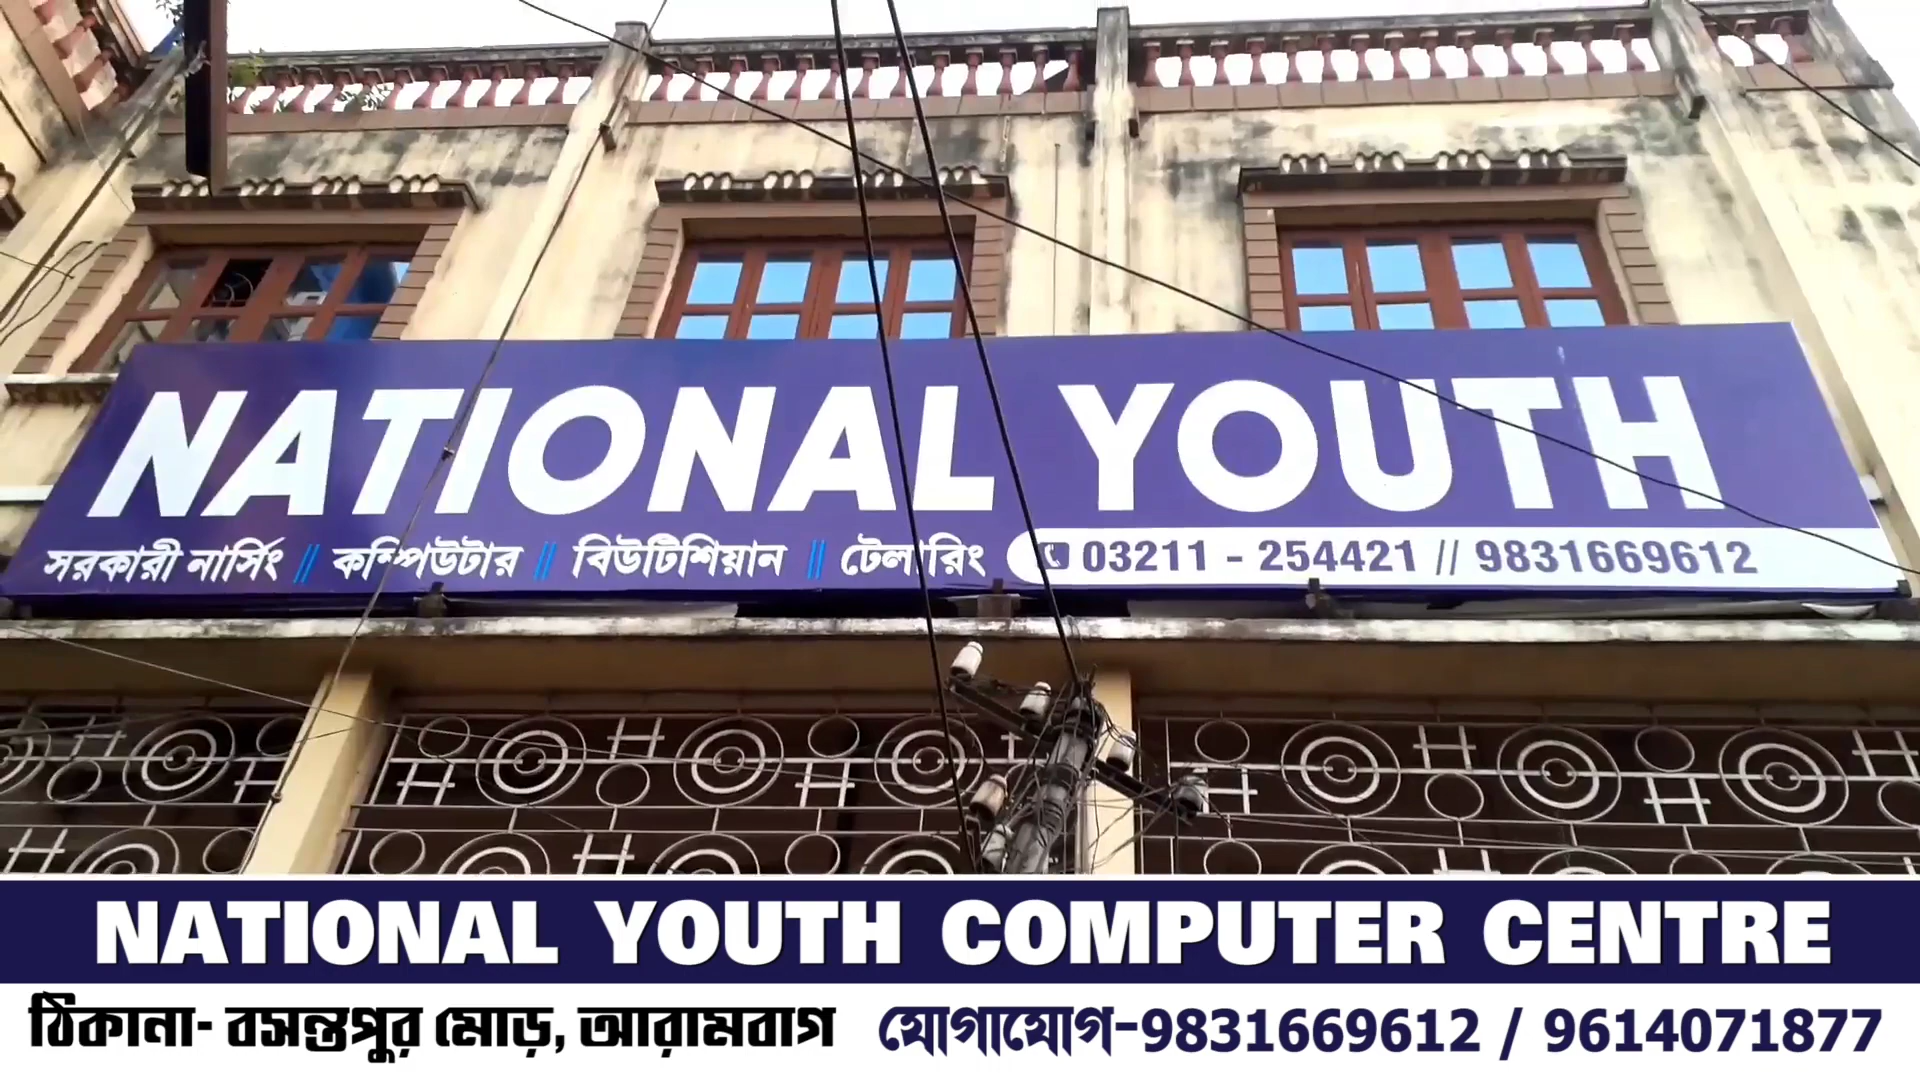 NATIONAL YOUTH
সরকারী নার্সিং // কম্পিউটার // বিউটিশিয়ান // টেলারিং 03211 - 254421 // 9831669612
NATIONAL YOUTH COMPUTER CENTRE
ঠিকানা- বসন্তপুর মোড়, আরামবাগ যোগাযোগ-9831669612 / 9614071877